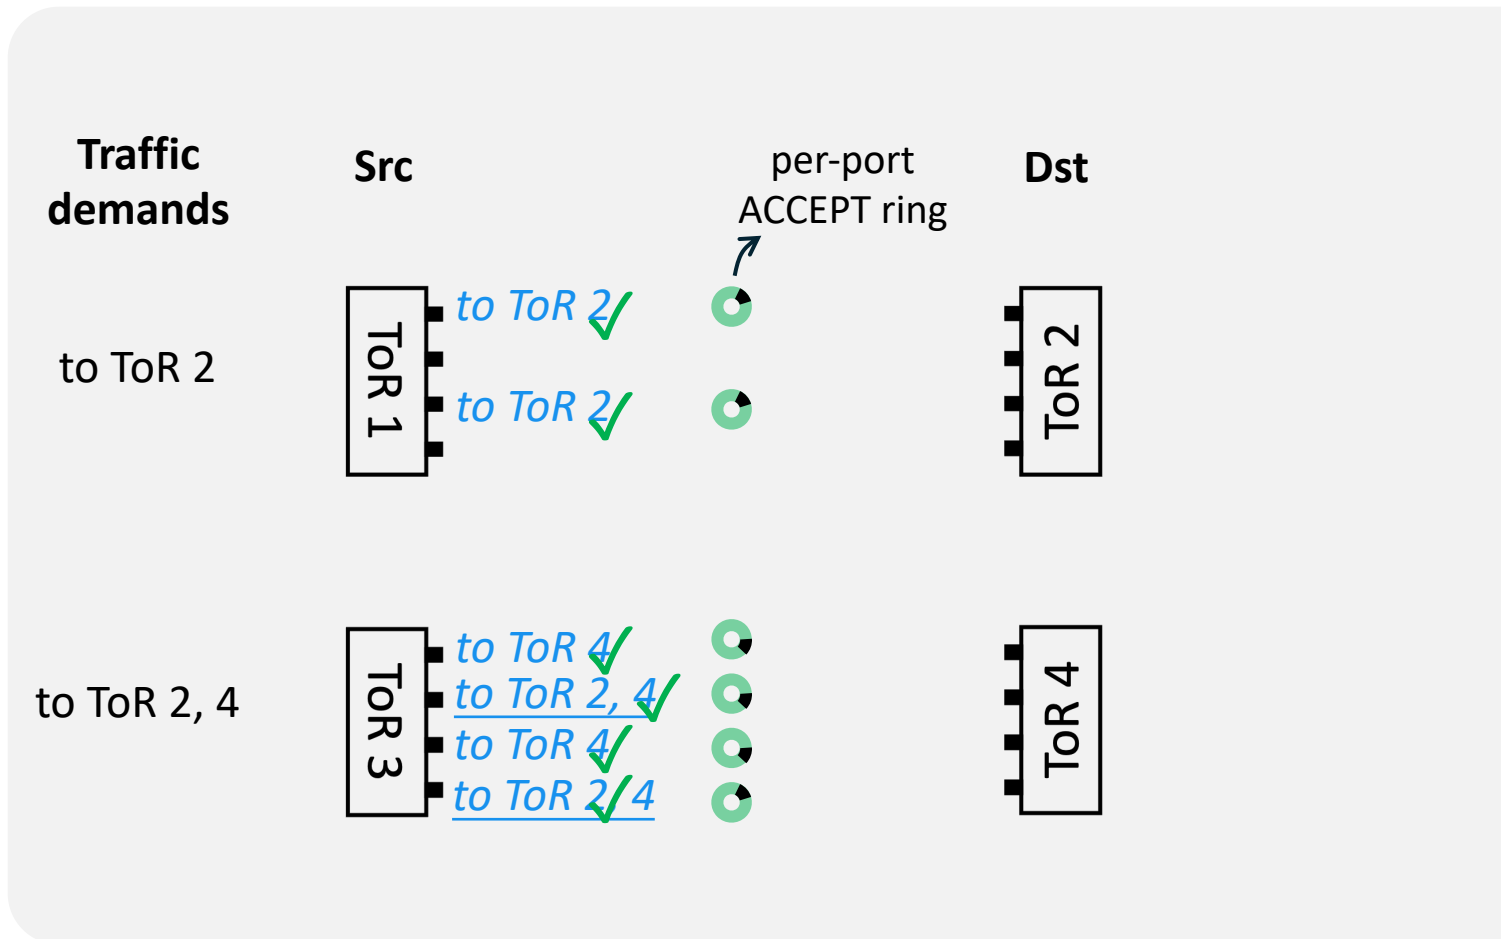 Traffic
demands
Src
per-port
ACCEPT ring
Dst
to ToR 2
ToR 1
to ToR 2
to ToR 2
ToR 2
to ToR 2, 4
ToR 3
to ToR 4
to ToR 2, 4
to ToR 4
to ToR 2, 4
ToR 4